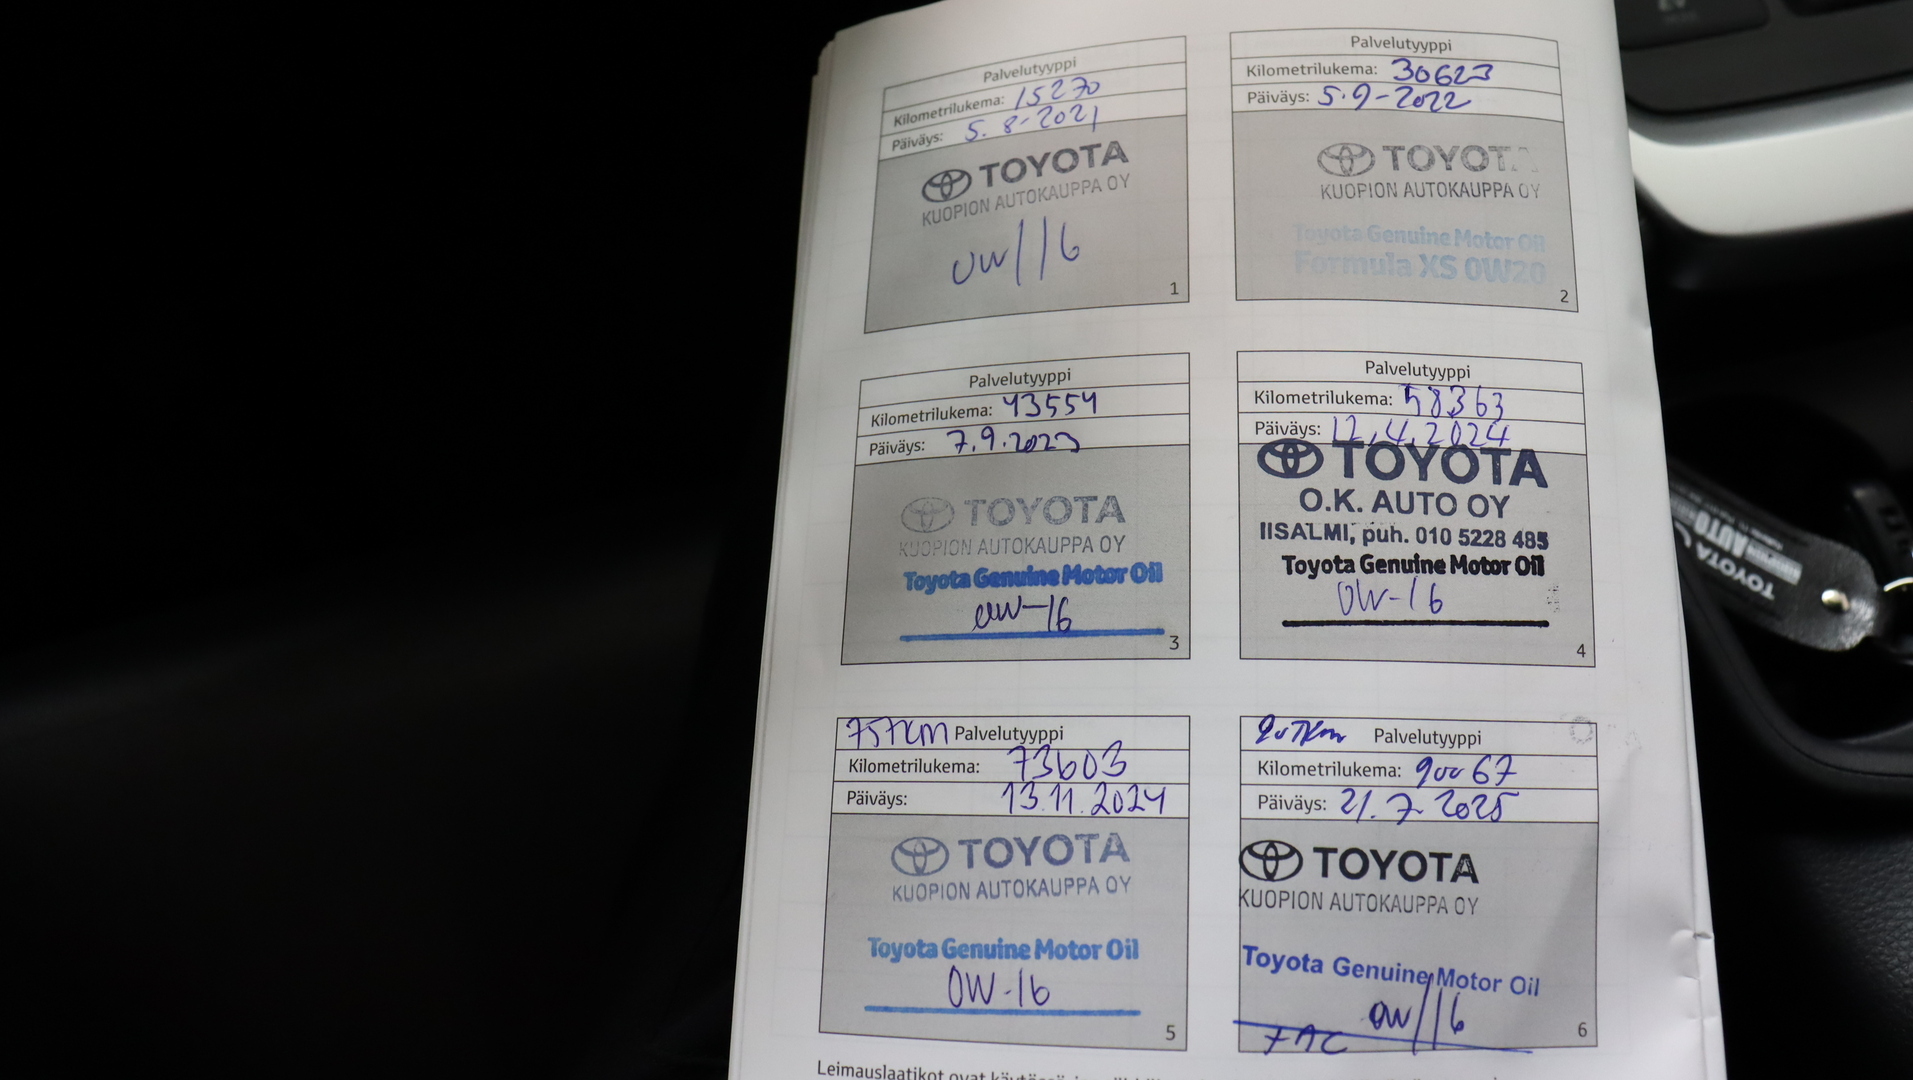 Palvelutyyppi
Kilometrilukema: 15270
Päiväys: 5.8-2021
TOYOTA
KUOPION AUTOKAUPPA OY
0W//16
1
Palvelutyyppi
Kilometrilukema: 30623
Päiväys: 5.9-2022
TOYOTA
KUOPION AUTOKAUPPA OY
Toyota Genuine Motor Oil
Formula XS 0W20
2
Palvelutyyppi
Kilometrilukema: 43554
Päiväys: 7.9.2023
TOYOTA
KUOPION AUTOKAUPPA OY
Toyota Genuine Motor Oil
0W-16
3
Palvelutyyppi
Kilometrilukema: 58363
Päiväys: 12.4.2024
TOYOTA
O.K. AUTO OY
IISALMI, puh. 010 5228 485
Toyota Genuine Motor Oil
0W-16
4
75TKM Palvelutyyppi
Kilometrilukema: 73603
Päiväys: 13.11.2024
TOYOTA
KUOPION AUTOKAUPPA OY
Toyota Genuine Motor Oil
0W-16
5
90TKm Palvelutyyppi
Kilometrilukema: 90067
Päiväys: 21.7.2025
TOYOTA
KUOPION AUTOKAUPPA OY
Toyota Genuine Motor Oil
0W//16
+AC
6
Leimauslaatikot ovat
TOYOTA